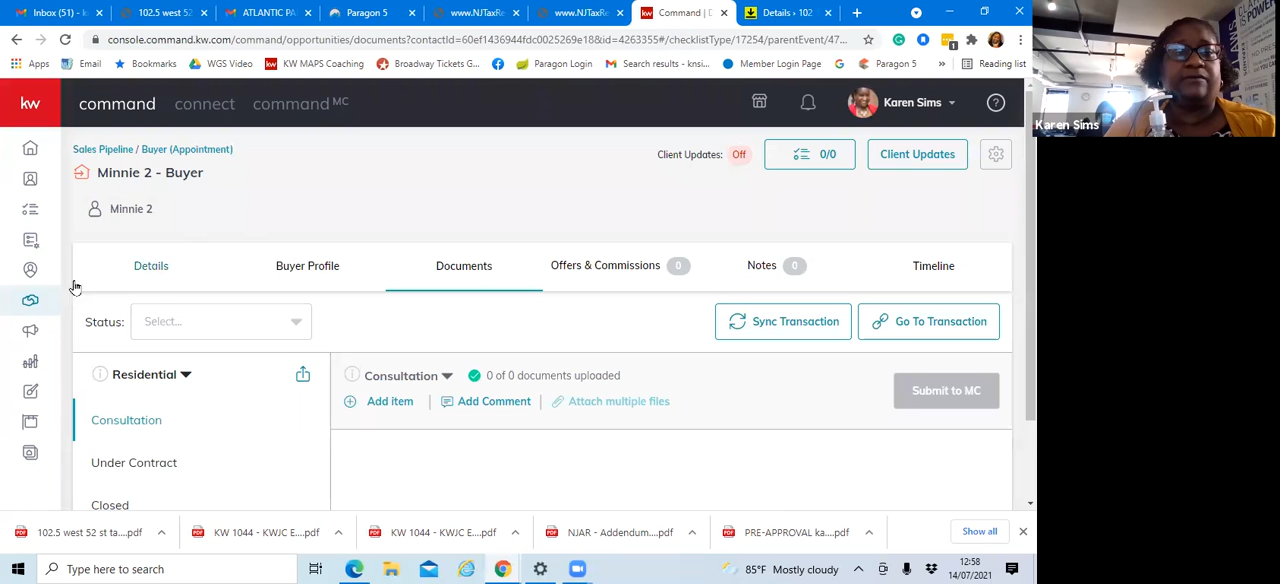 Inbox (51) - k
102.5 west 52
ATLANTIC PA
Paragon 5
www.NJTaxRe
www.NJTaxRe
Command | D
Details › 102
console.command.kw.com/command/opportunities/documents?contactId=60ef1436944fdc0025269e18&id=4263355#/checklistType/17254/parentEvent/47...
Apps
Email
Bookmarks
WGS Video
KW MAPS Coaching
Broadway Tickets G...
Paragon Login
Search results - knsi...
Member Login Page
Paragon 5
»
Reading list
kw
command
connect
command MC
Karen Sims
Karen Sims
Sales Pipeline / Buyer (Appointment)
Client Updates: Off
0/0
Client Updates
Minnie 2 - Buyer
Minnie 2
Details
Buyer Profile
Documents
Offers & Commissions 0
Notes 0
Timeline
Status:
Select...
Sync Transaction
Go To Transaction
Residential
Consultation
0 of 0 documents uploaded
Submit to MC
Add item
Add Comment
Attach multiple files
Consultation
Under Contract
Closed
102.5 west 52 st ta....pdf
KW 1044 - KWJC E....pdf
KW 1044 - KWJC E....pdf
NJAR - Addendum....pdf
PRE-APPROVAL ka....pdf
Show all
Type here to search
85°F Mostly cloudy
12:58
14/07/2021